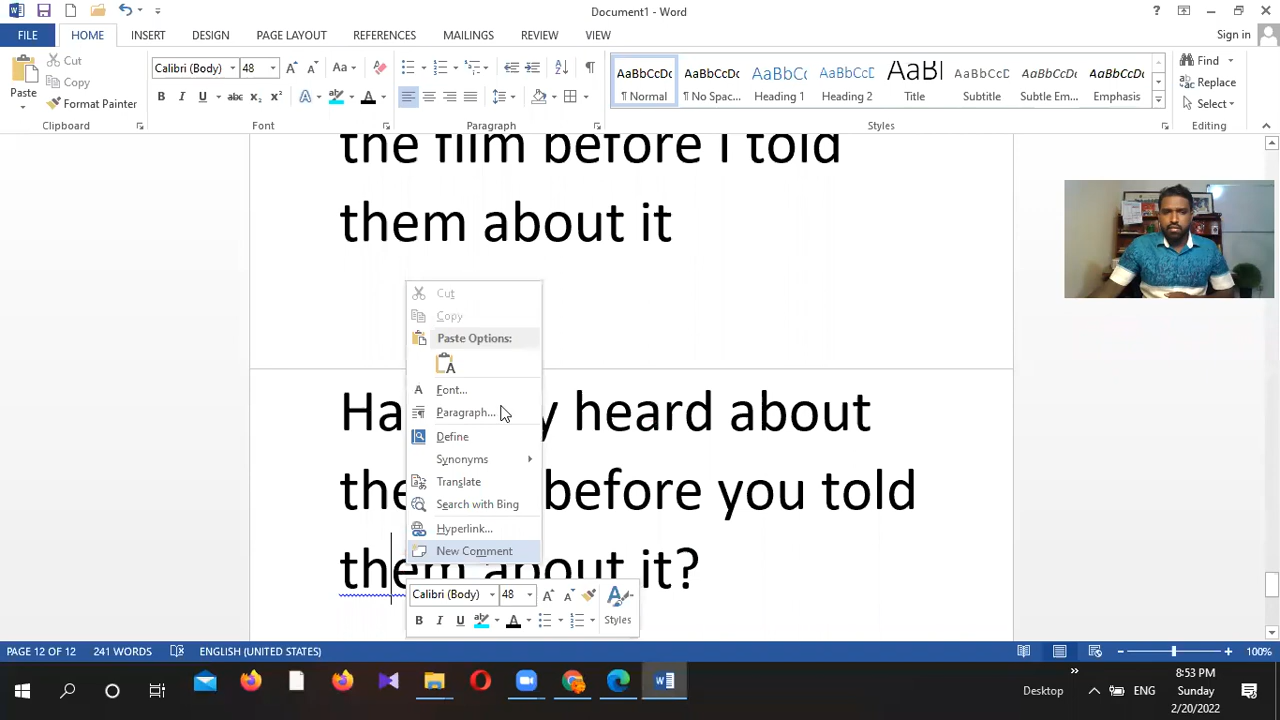 Document1 - Word
FILE HOME INSERT DESIGN PAGE LAYOUT REFERENCES MAILINGS REVIEW VIEW Sign in
Paste
Cut
Copy
Format Painter
Clipboard
Calibri (Body) 48
Font
Paragraph
AaBbCcDc AaBbCcDc AaBbCc AaBbCcD AaBl AaBbCcD AaBbCcDc AaBbCcDc
¶ Normal ¶ No Spac... Heading 1 Heading 2 Title Subtitle Subtle Em... Emphasis
Styles
Find
Replace
Select
Editing
the film before I told
them about it
Cut
Copy
Paste Options:
Font...
Paragraph...
Define
Synonyms
Translate
Search with Bing
Hyperlink...
New Comment
Ha y heard about
the before you told
them about it?
Calibri (Body) 48
Styles
PAGE 12 OF 12 241 WORDS ENGLISH (UNITED STATES) 100%
Desktop ENG
8:53 PM
Sunday
2/20/2022